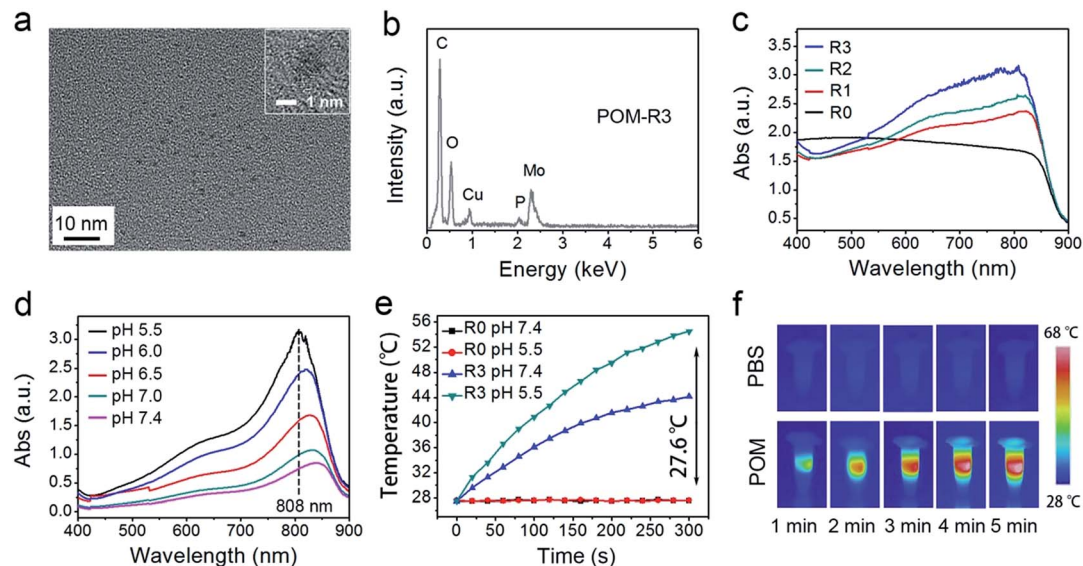 a
10 nm
1 nm
b
Intensity (a.u.)
C
O
Cu
P
Mo
POM-R3
0 1 2 3 4 5 6
Energy (keV)
c
Abs (a.u.)
3.5
3.0
2.5
2.0
1.5
1.0
0.5
R3
R2
R1
R0
400 500 600 700 800 900
Wavelength (nm)
d
Abs (a.u.)
3.0
2.5
2.0
1.5
1.0
0.5
0.0
pH 5.5
pH 6.0
pH 6.5
pH 7.0
pH 7.4
808 nm
400 500 600 700 800 900
Wavelength (nm)
e
Temperature (℃)
56
52
48
44
40
36
32
28
R0 pH 7.4
R0 pH 5.5
R3 pH 7.4
R3 pH 5.5
27.6℃
0 50 100 150 200 250 300
Time (s)
f
PBS
POM
68 ℃
28 ℃
1 min 2 min 3 min 4 min 5 min